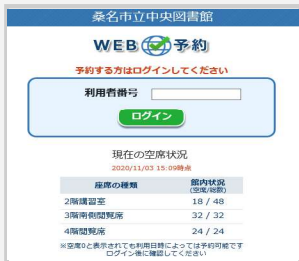 桑名市立中央図書館
WEB予約
予約する方はログインしてください
利用者番号
ログイン
現在の空席状況
2020/11/03 15:09時点
座席の種類 館内状況
(空席/総数)
2階講習室 18 / 48
3階南側閲覧席 32 / 32
4階閲覧席 24 / 24
※空席0と表示されても利用日時によっては予約可能です
ログイン後に確認してください